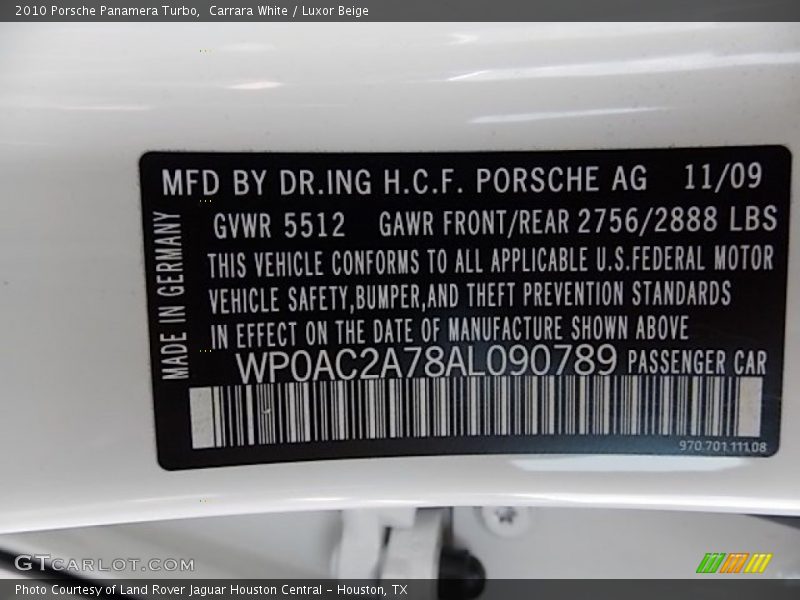 2010 Porsche Panamera Turbo,  Carrara White / Luxor Beige
MFD BY DR.ING H.C.F. PORSCHE AG 11/09
GVWR 5512 GAWR FRONT/REAR 2756/2888 LBS
THIS VEHICLE CONFORMS TO ALL APPLICABLE U.S.FEDERAL MOTOR
VEHICLE SAFETY,BUMPER,AND THEFT PREVENTION STANDARDS
IN EFFECT ON THE DATE OF MANUFACTURE SHOWN ABOVE
WP0AC2A78AL090789 PASSENGER CAR
MADE IN GERMANY
970.701.111.08
GTCARLOT.COM
Photo Courtesy of Land Rover Jaguar Houston Central - Houston, TX